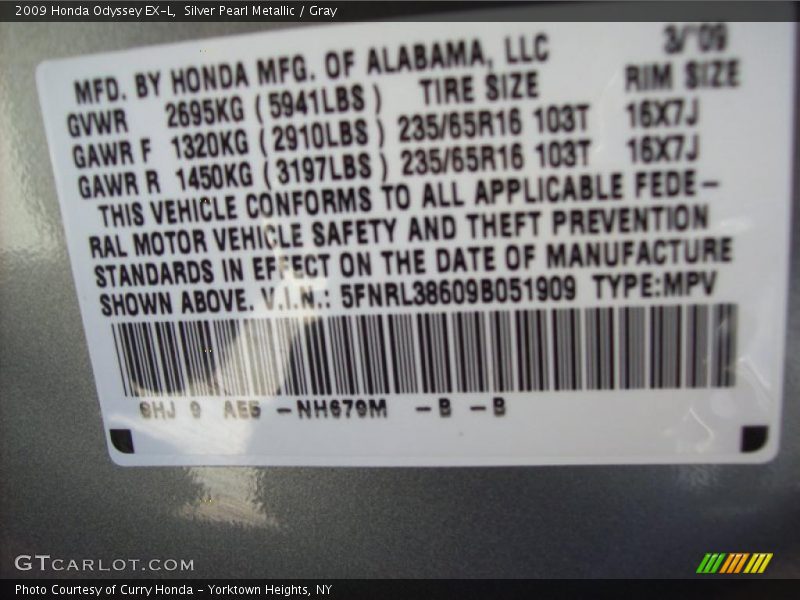 2009 Honda Odyssey EX-L, Silver Pearl Metallic / Gray
3/'09
MFD. BY HONDA MFG. OF ALABAMA, LLC
GVWR 2695KG (5941LBS) TIRE SIZE RIM SIZE
GAWR F 1320KG (2910LBS) 235/65R16 103T 16X7J
GAWR R 1450KG (3197LBS) 235/65R16 103T 16X7J
THIS VEHICLE CONFORMS TO ALL APPLICABLE FEDE-
RAL MOTOR VEHICLE SAFETY AND THEFT PREVENTION
STANDARDS IN EFFECT ON THE DATE OF MANUFACTURE
SHOWN ABOVE. V.I.N.: 5FNRL38609B051909 TYPE:MPV
SHJ 9 AE5 -NH679M -B -B
GTCARLOT.COM
Photo Courtesy of Curry Honda - Yorktown Heights, NY